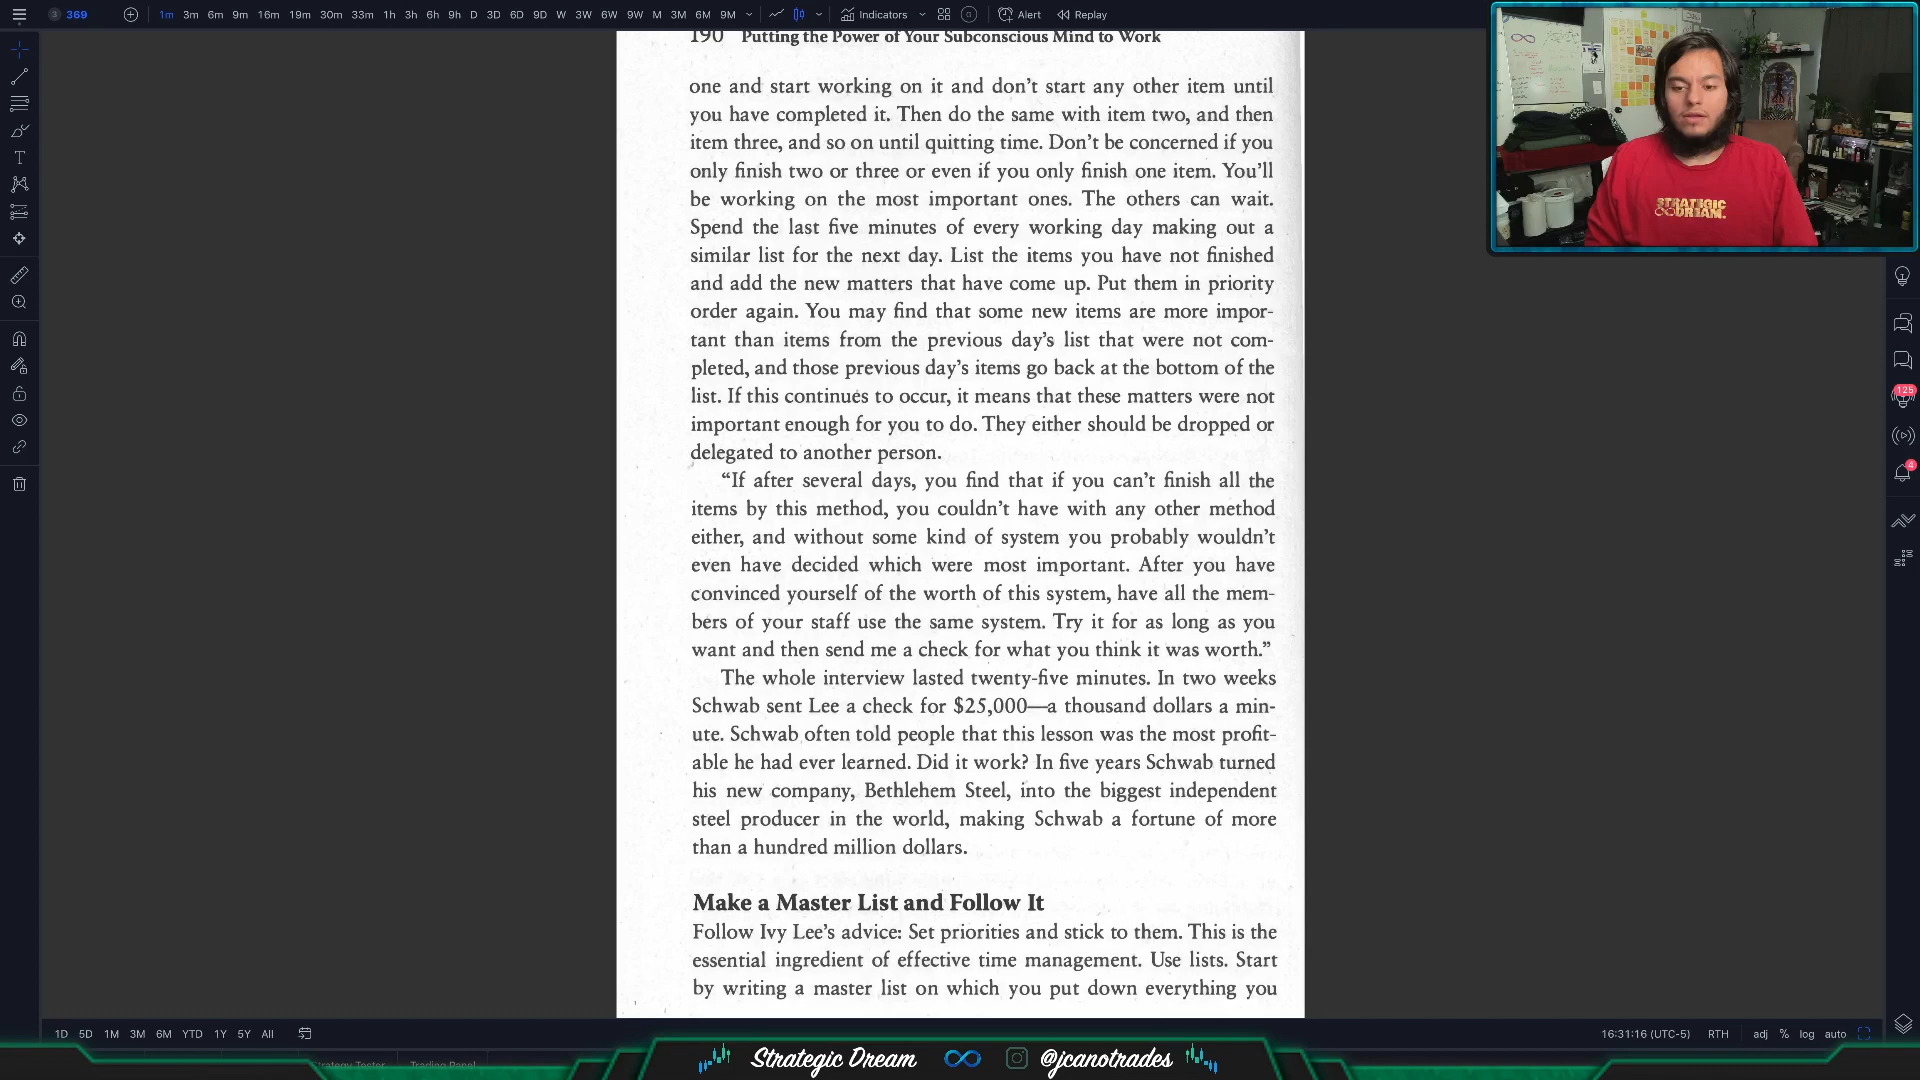 3 369 1m 3m 6m 9m 16m 19m 30m 33m 1h 3h 6h 9h D 3D 6D 9D W 3W 6W 9W M 3M 6M 9M Indicators Alert Replay
190 Putting the Power of Your Subconscious Mind to Work
one and start working on it and don’t start any other item until
you have completed it. Then do the same with item two, and then
item three, and so on until quitting time. Don’t be concerned if you
only finish two or three or even if you only finish one item. You’ll
be working on the most important ones. The others can wait.
Spend the last five minutes of every working day making out a
similar list for the next day. List the items you have not finished
and add the new matters that have come up. Put them in priority
order again. You may find that some new items are more impor-
tant than items from the previous day’s list that were not com-
pleted, and those previous day’s items go back at the bottom of the
list. If this continues to occur, it means that these matters were not
important enough for you to do. They either should be dropped or
delegated to another person.
“If after several days, you find that if you can’t finish all the
items by this method, you couldn’t have with any other method
either, and without some kind of system you probably wouldn’t
even have decided which were most important. After you have
convinced yourself of the worth of this system, have all the mem-
bers of your staff use the same system. Try it for as long as you
want and then send me a check for what you think it was worth.”
The whole interview lasted twenty-five minutes. In two weeks
Schwab sent Lee a check for $25,000—a thousand dollars a min-
ute. Schwab often told people that this lesson was the most profit-
able he had ever learned. Did it work? In five years Schwab turned
his new company, Bethlehem Steel, into the biggest independent
steel producer in the world, making Schwab a fortune of more
than a hundred million dollars.
Make a Master List and Follow It
Follow Ivy Lee’s advice: Set priorities and stick to them. This is the
essential ingredient of effective time management. Use lists. Start
by writing a master list on which you put down everything you
STRATEGIC
DREAM.
125
4
1D 5D 1M 3M 6M YTD 1Y 5Y All 16:31:16 (UTC-5) RTH adj % log auto
Strategy Tester Trading Panel
Strategic Dream @jcanotrades